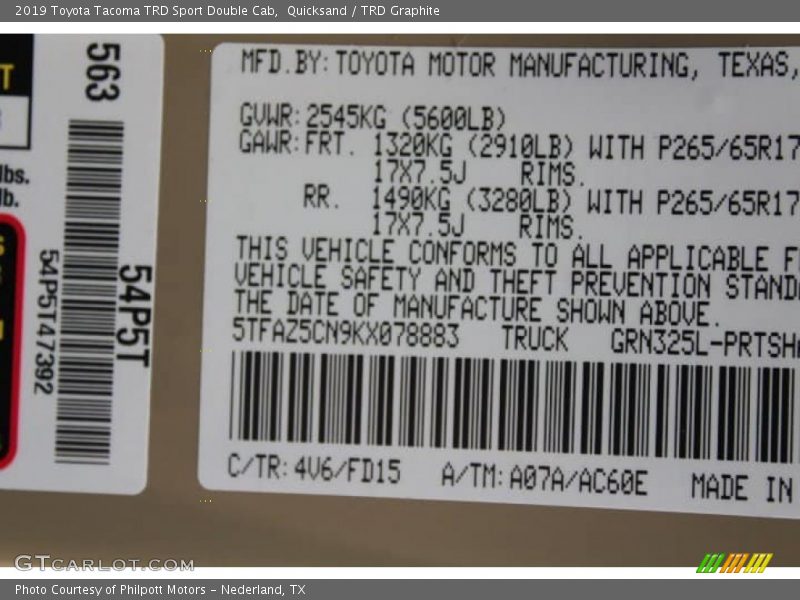 2019 Toyota Tacoma TRD Sport Double Cab, Quicksand / TRD Graphite
563
T
lbs.
lb.
54P5T47392
54P5T
MFD.BY:TOYOTA MOTOR MANUFACTURING, TEXAS,
GVWR:2545KG (5600LB)
GAWR:FRT. 1320KG (2910LB) WITH P265/65R17
17X7.5J RIMS.
RR. 1490KG (3280LB) WITH P265/65R17
17X7.5J RIMS.
THIS VEHICLE CONFORMS TO ALL APPLICABLE F
VEHICLE SAFETY AND THEFT PREVENTION STAND
THE DATE OF MANUFACTURE SHOWN ABOVE.
5TFAZ5CN9KX078883 TRUCK GRN325L-PRTSH
C/TR:4V6/FD15 A/TM:A07A/AC60E MADE IN
GTCARLOT.COM
Photo Courtesy of Philpott Motors - Nederland, TX